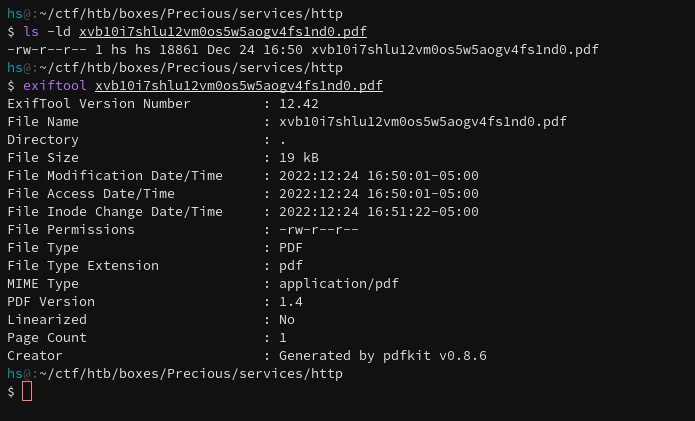 hs@:~/ctf/htb/boxes/Precious/services/http
$ ls -ld xvb10i7shlu12vm0os5w5aogv4fs1nd0.pdf
-rw-r--r-- 1 hs hs 18861 Dec 24 16:50 xvb10i7shlu12vm0os5w5aogv4fs1nd0.pdf
hs@:~/ctf/htb/boxes/Precious/services/http
$ exiftool xvb10i7shlu12vm0os5w5aogv4fs1nd0.pdf
ExifTool Version Number         : 12.42
File Name                       : xvb10i7shlu12vm0os5w5aogv4fs1nd0.pdf
Directory                       : .
File Size                       : 19 kB
File Modification Date/Time     : 2022:12:24 16:50:01-05:00
File Access Date/Time           : 2022:12:24 16:50:01-05:00
File Inode Change Date/Time     : 2022:12:24 16:51:22-05:00
File Permissions                : -rw-r--r--
File Type                       : PDF
File Type Extension             : pdf
MIME Type                       : application/pdf
PDF Version                     : 1.4
Linearized                      : No
Page Count                      : 1
Creator                         : Generated by pdfkit v0.8.6
hs@:~/ctf/htb/boxes/Precious/services/http
$